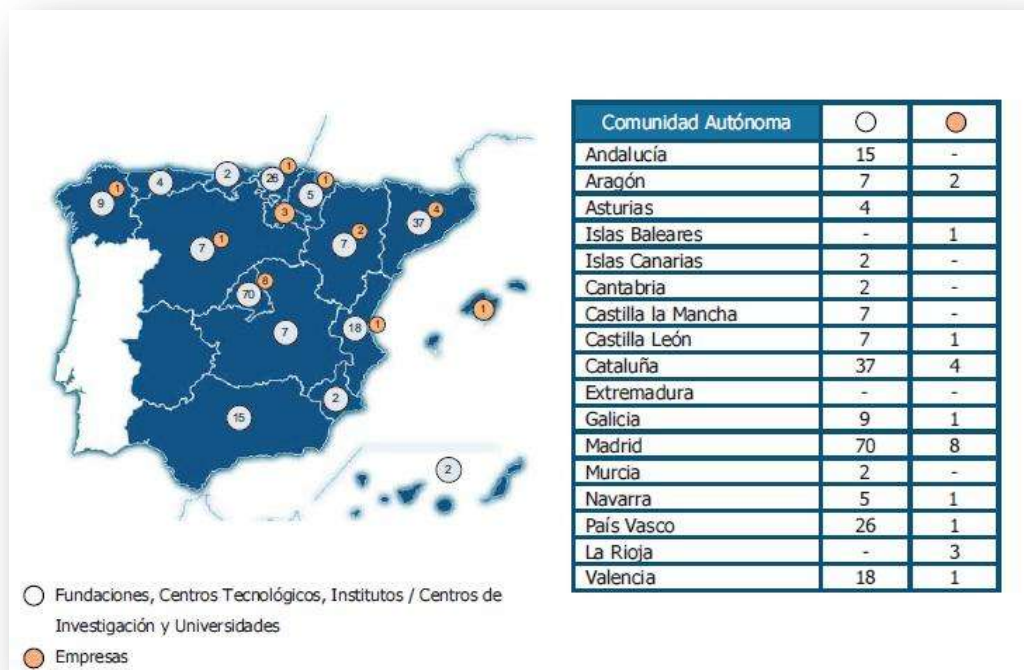 2
1
26
1
4
5
1
9
3
4
37
7
1
2
7
8
70
1
18
1
7
2
15
2
Comunidad Autónoma
Andalucía 15 -
Aragón 7 2
Asturias 4
Islas Baleares - 1
Islas Canarias 2 -
Cantabria 2 -
Castilla la Mancha 7 -
Castilla León 7 1
Cataluña 37 4
Extremadura - -
Galicia 9 1
Madrid 70 8
Murcia 2 -
Navarra 5 1
País Vasco 26 1
La Rioja - 3
Valencia 18 1
Fundaciones, Centros Tecnológicos, Institutos / Centros de
Investigación y Universidades
Empresas